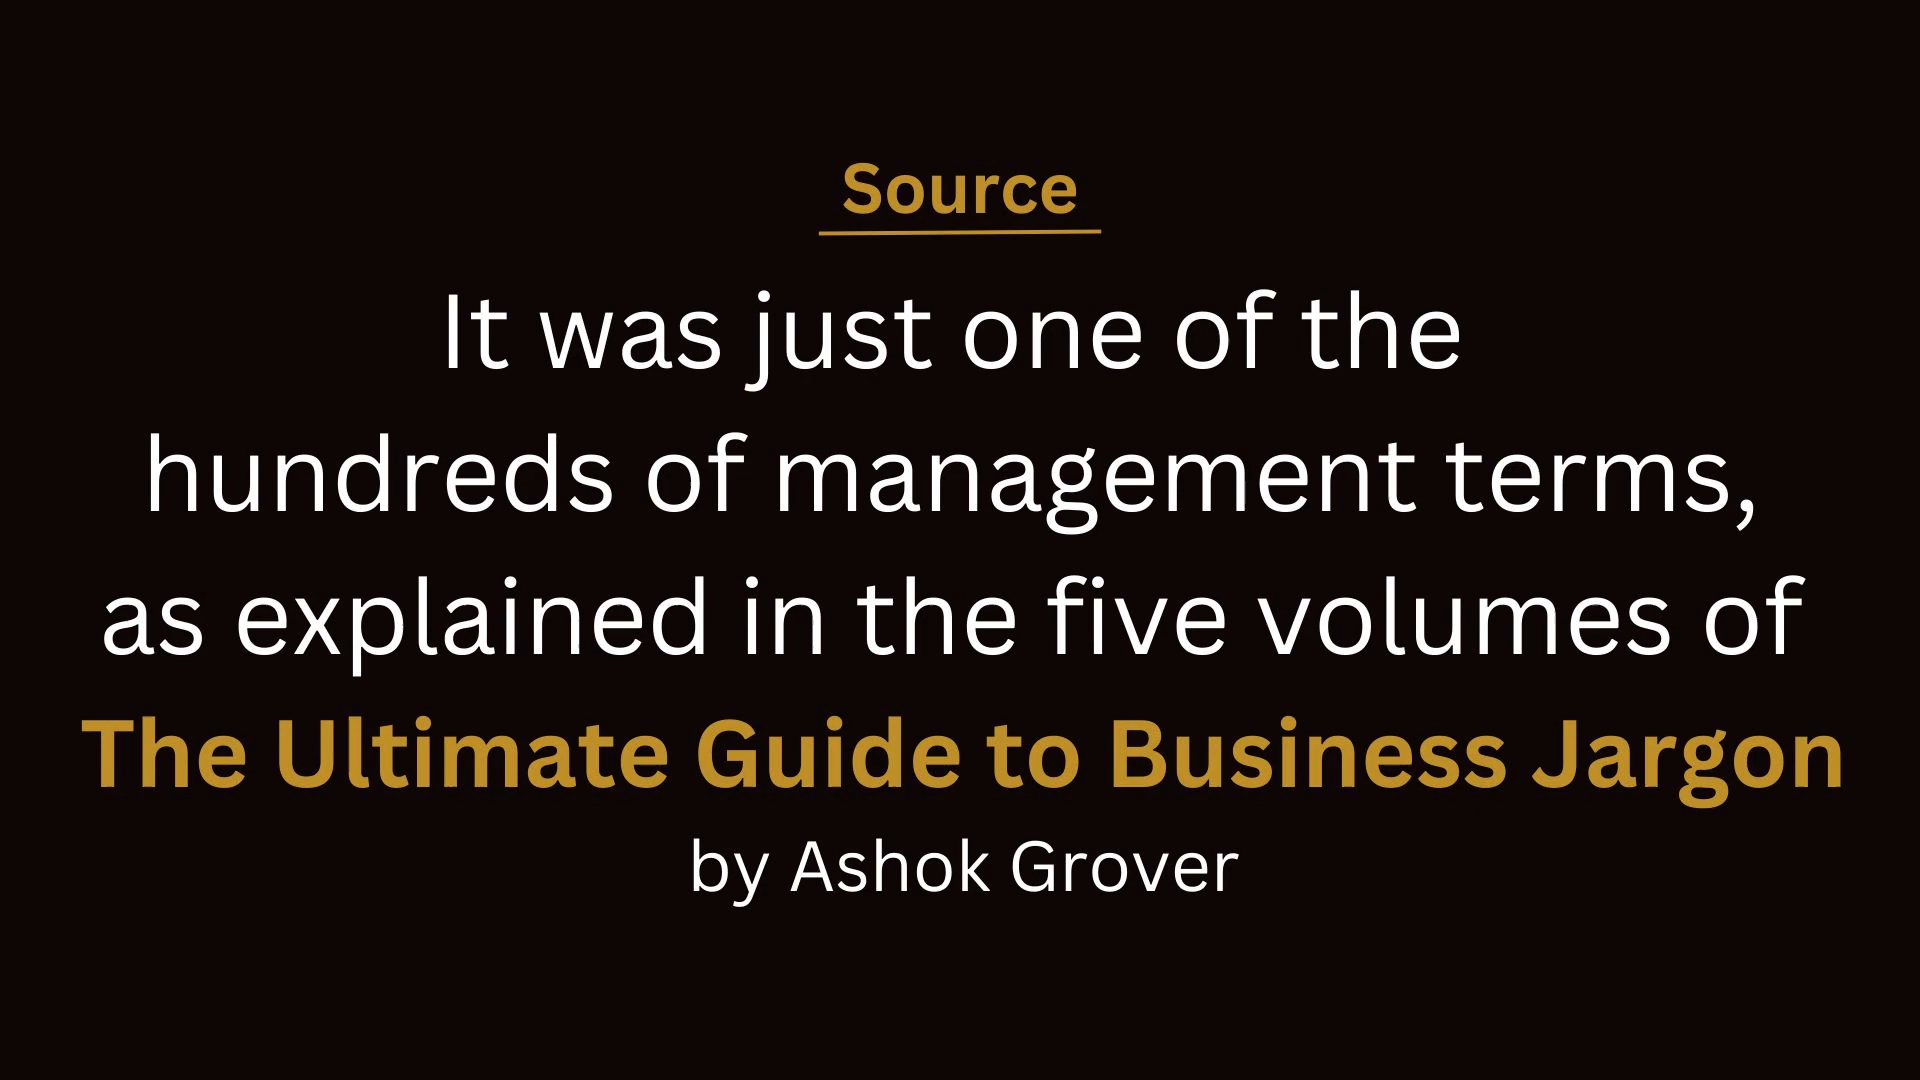 Source
It was just one of the
hundreds of management terms,
as explained in the five volumes of
The Ultimate Guide to Business Jargon
by Ashok Grover